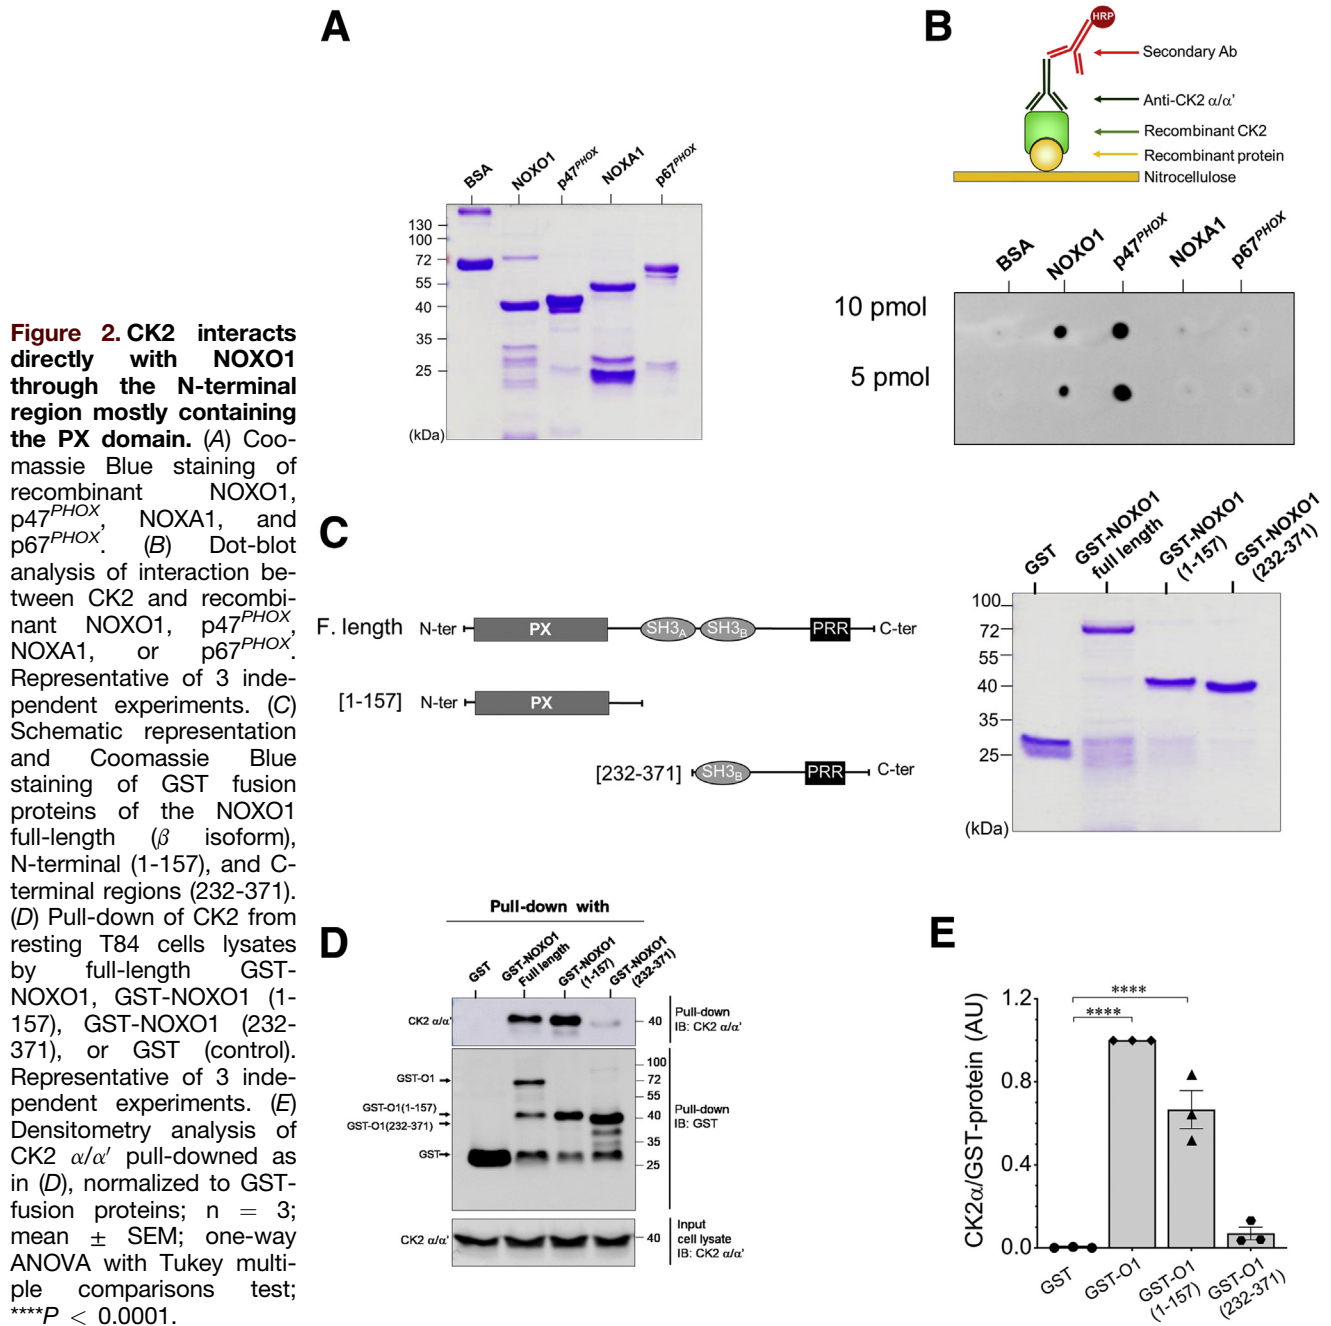 Figure 2. CK2 interacts
directly with NOXO1
through the N-terminal
region mostly containing
the PX domain. (A) Coo-
massie Blue staining of
recombinant NOXO1,
p47PHOX, NOXA1, and
p67PHOX. (B) Dot-blot
analysis of interaction be-
tween CK2 and recombi-
nant NOXO1, p47PHOX,
NOXA1, or p67PHOX.
Representative of 3 inde-
pendent experiments. (C)
Schematic representation
and Coomassie Blue
staining of GST fusion
proteins of the NOXO1
full-length (β isoform),
N-terminal (1-157), and C-
terminal regions (232-371).
(D) Pull-down of CK2 from
resting T84 cells lysates
by full-length GST-
NOXO1, GST-NOXO1 (1-
157), GST-NOXO1 (232-
371), or GST (control).
Representative of 3 inde-
pendent experiments. (E)
Densitometry analysis of
CK2 α/α′ pull-downed as
in (D), normalized to GST-
fusion proteins; n = 3;
mean ± SEM; one-way
ANOVA with Tukey multi-
ple comparisons test;
****P < 0.0001.
A
BSA
NOXO1
p47PHOX
NOXA1
p67PHOX
130
100
72
55
40
35
25
(kDa)
B
HRP
Secondary Ab
Anti-CK2 α/α'
Recombinant CK2
Recombinant protein
Nitrocellulose
BSA
NOXO1
p47PHOX
NOXA1
p67PHOX
10 pmol
5 pmol
C
F. length N-ter PX SH3A SH3B PRR C-ter
[1-157] N-ter PX
[232-371] SH3B PRR C-ter
GST
GST-NOXO1
full length
GST-NOXO1
(1-157)
GST-NOXO1
(232-371)
100
72
55
40
35
25
(kDa)
D
Pull-down with
GST
GST-NOXO1
Full length
GST-NOXO1
(1-157)
GST-NOXO1
(232-371)
CK2 α/α'
40
Pull-down
IB: CK2 α/α'
GST-O1
GST-O1(1-157)
GST-O1(232-371)
GST
100
72
55
40
35
25
Pull-down
IB: GST
CK2 α/α'
40
Input
cell lysate
IB: CK2 α/α'
E
CK2α/GST-protein (AU)
1.2
0.8
0.4
0.0
****
****
GST
GST-O1
GST-O1
(1-157)
GST-O1
(232-371)